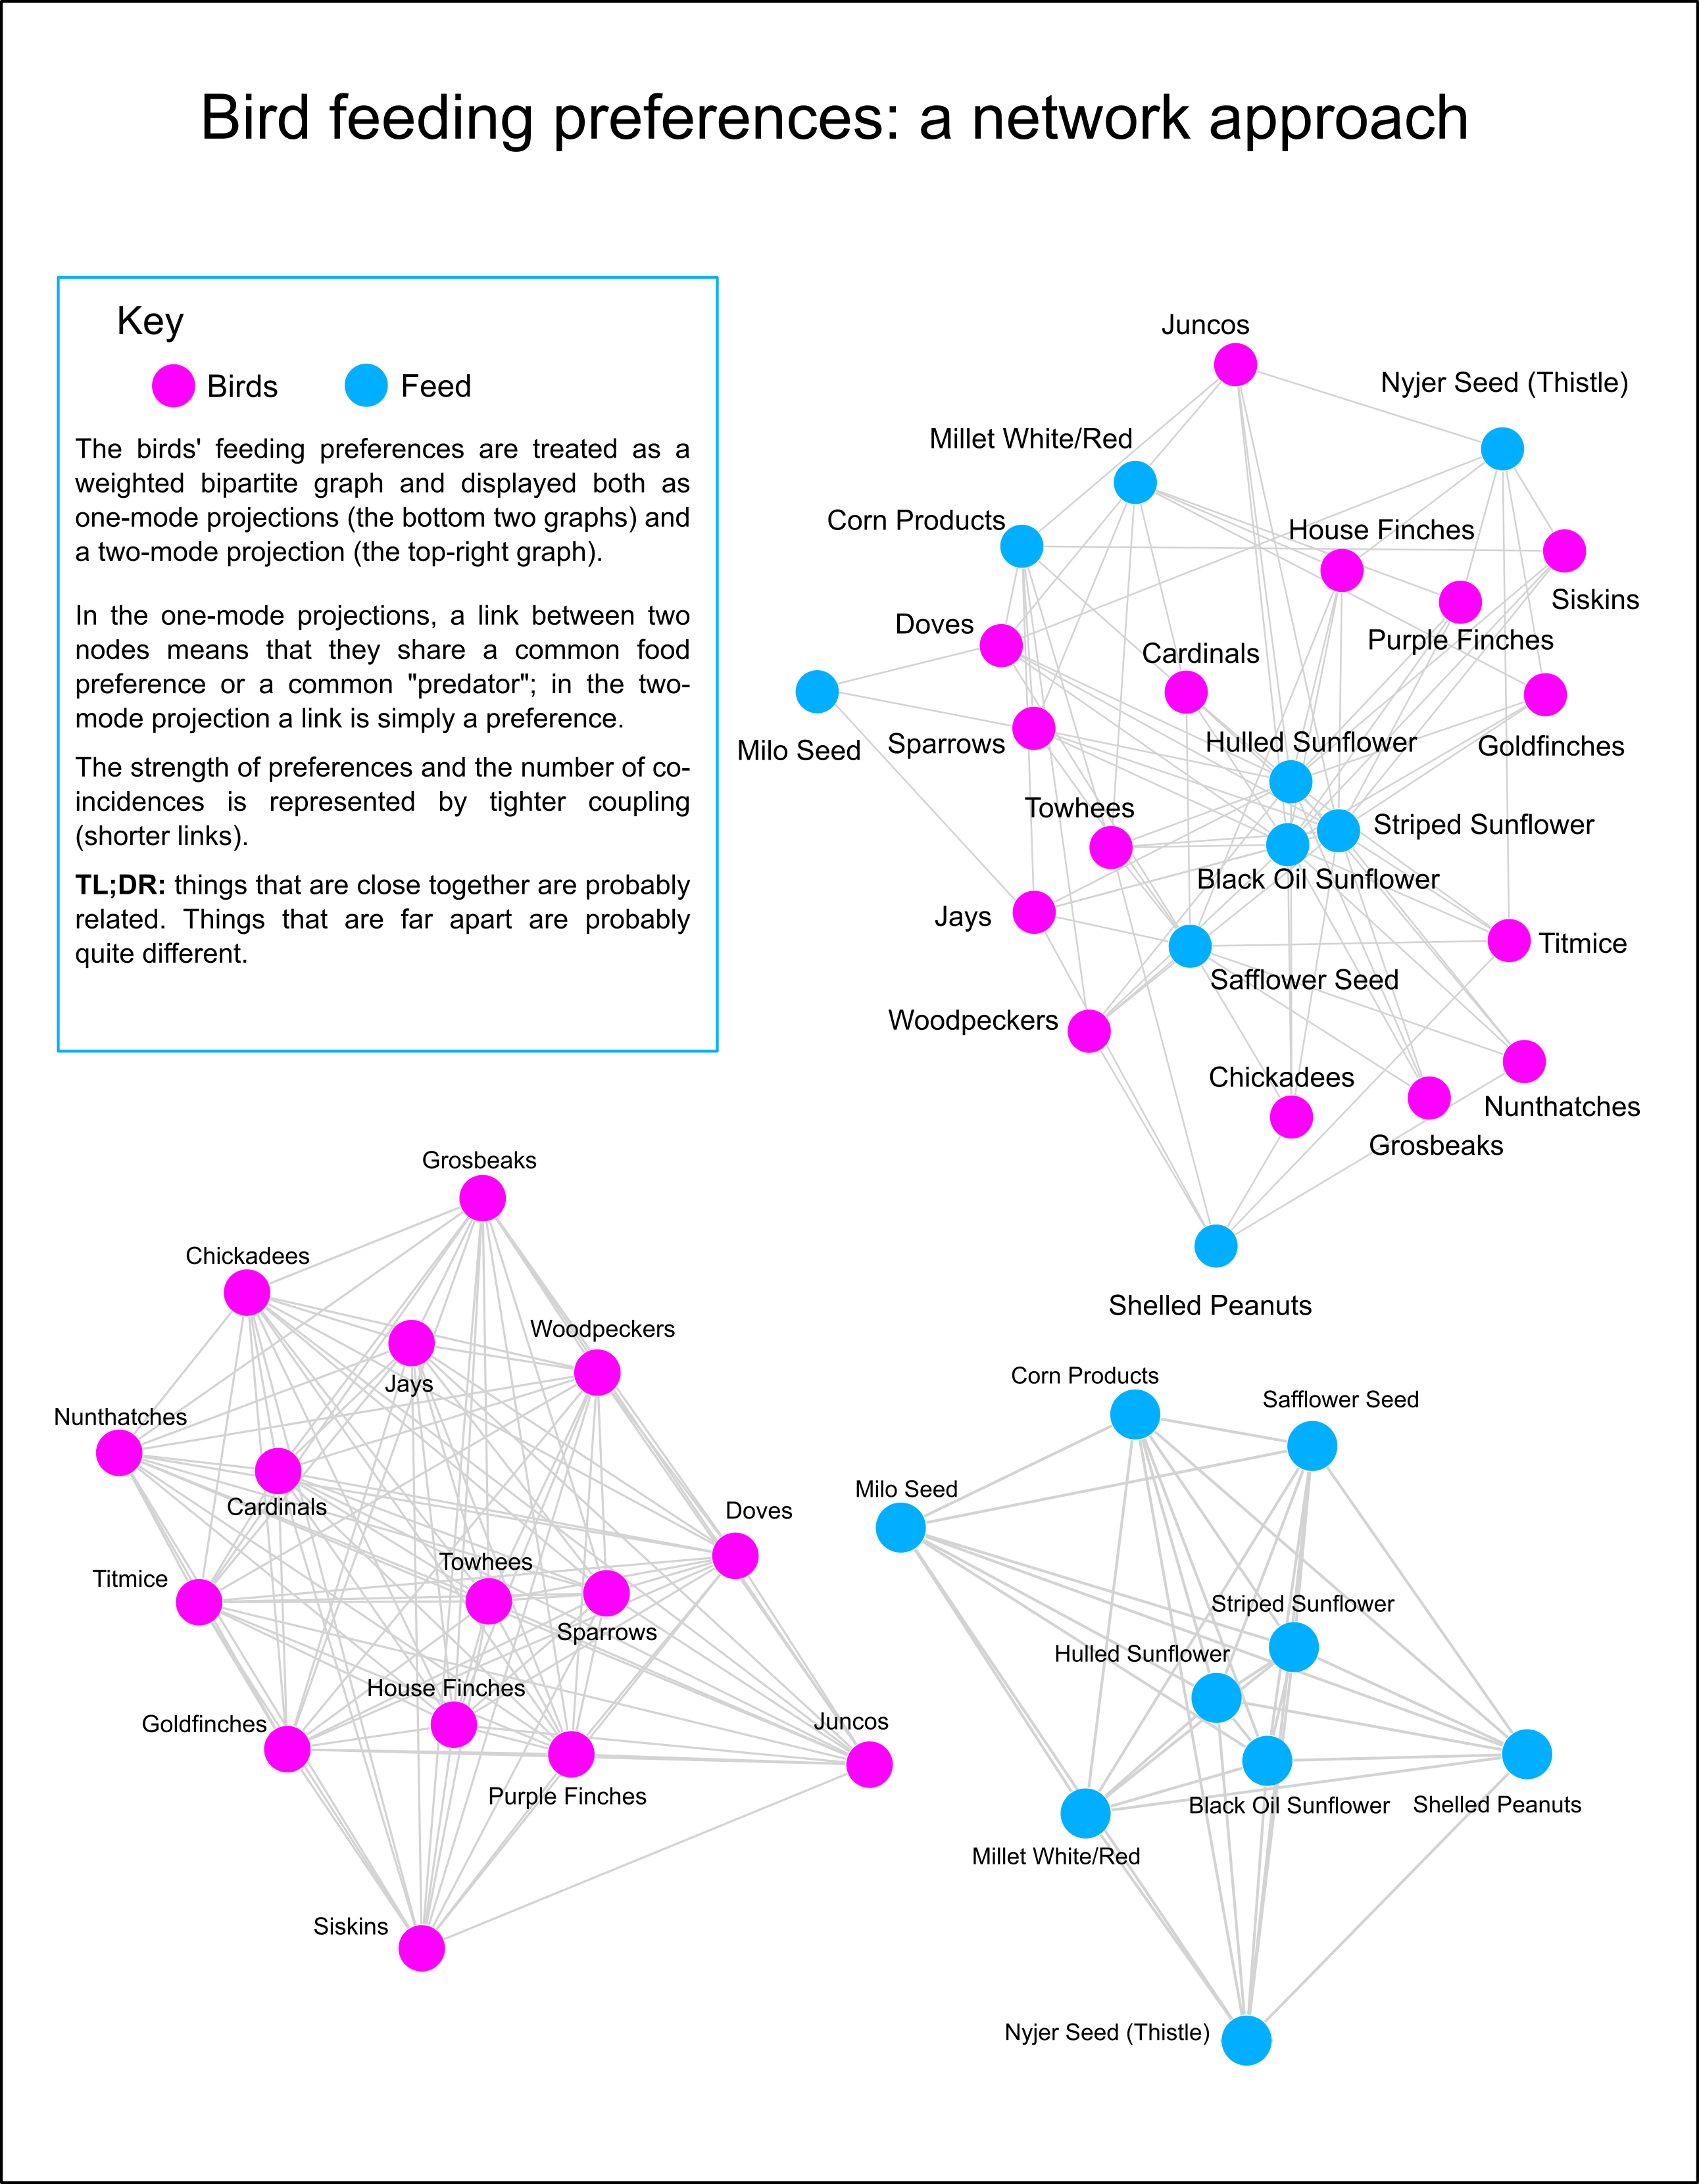 Bird feeding preferences: a network approach
Key
Birds
Feed
The birds' feeding preferences are treated as a
weighted bipartite graph and displayed both as
one-mode projections (the bottom two graphs) and
a two-mode projection (the top-right graph).
In the one-mode projections, a link between two
nodes means that they share a common food
preference or a common "predator"; in the two-
mode projection a link is simply a preference.
The strength of preferences and the number of co-
incidences is represented by tighter coupling
(shorter links).
TL;DR: things that are close together are probably
related. Things that are far apart are probably
quite different.
Juncos
Nyjer Seed (Thistle)
Millet White/Red
Corn Products
House Finches
Siskins
Doves
Purple Finches
Cardinals
Milo Seed
Sparrows
Hulled Sunflower
Goldfinches
Towhees
Striped Sunflower
Black Oil Sunflower
Jays
Titmice
Safflower Seed
Woodpeckers
Chickadees
Nunthatches
Grosbeaks
Shelled Peanuts
Grosbeaks
Chickadees
Woodpeckers
Jays
Nunthatches
Cardinals
Doves
Towhees
Titmice
Sparrows
House Finches
Goldfinches
Juncos
Purple Finches
Siskins
Corn Products
Safflower Seed
Milo Seed
Striped Sunflower
Hulled Sunflower
Black Oil Sunflower
Shelled Peanuts
Millet White/Red
Nyjer Seed (Thistle)